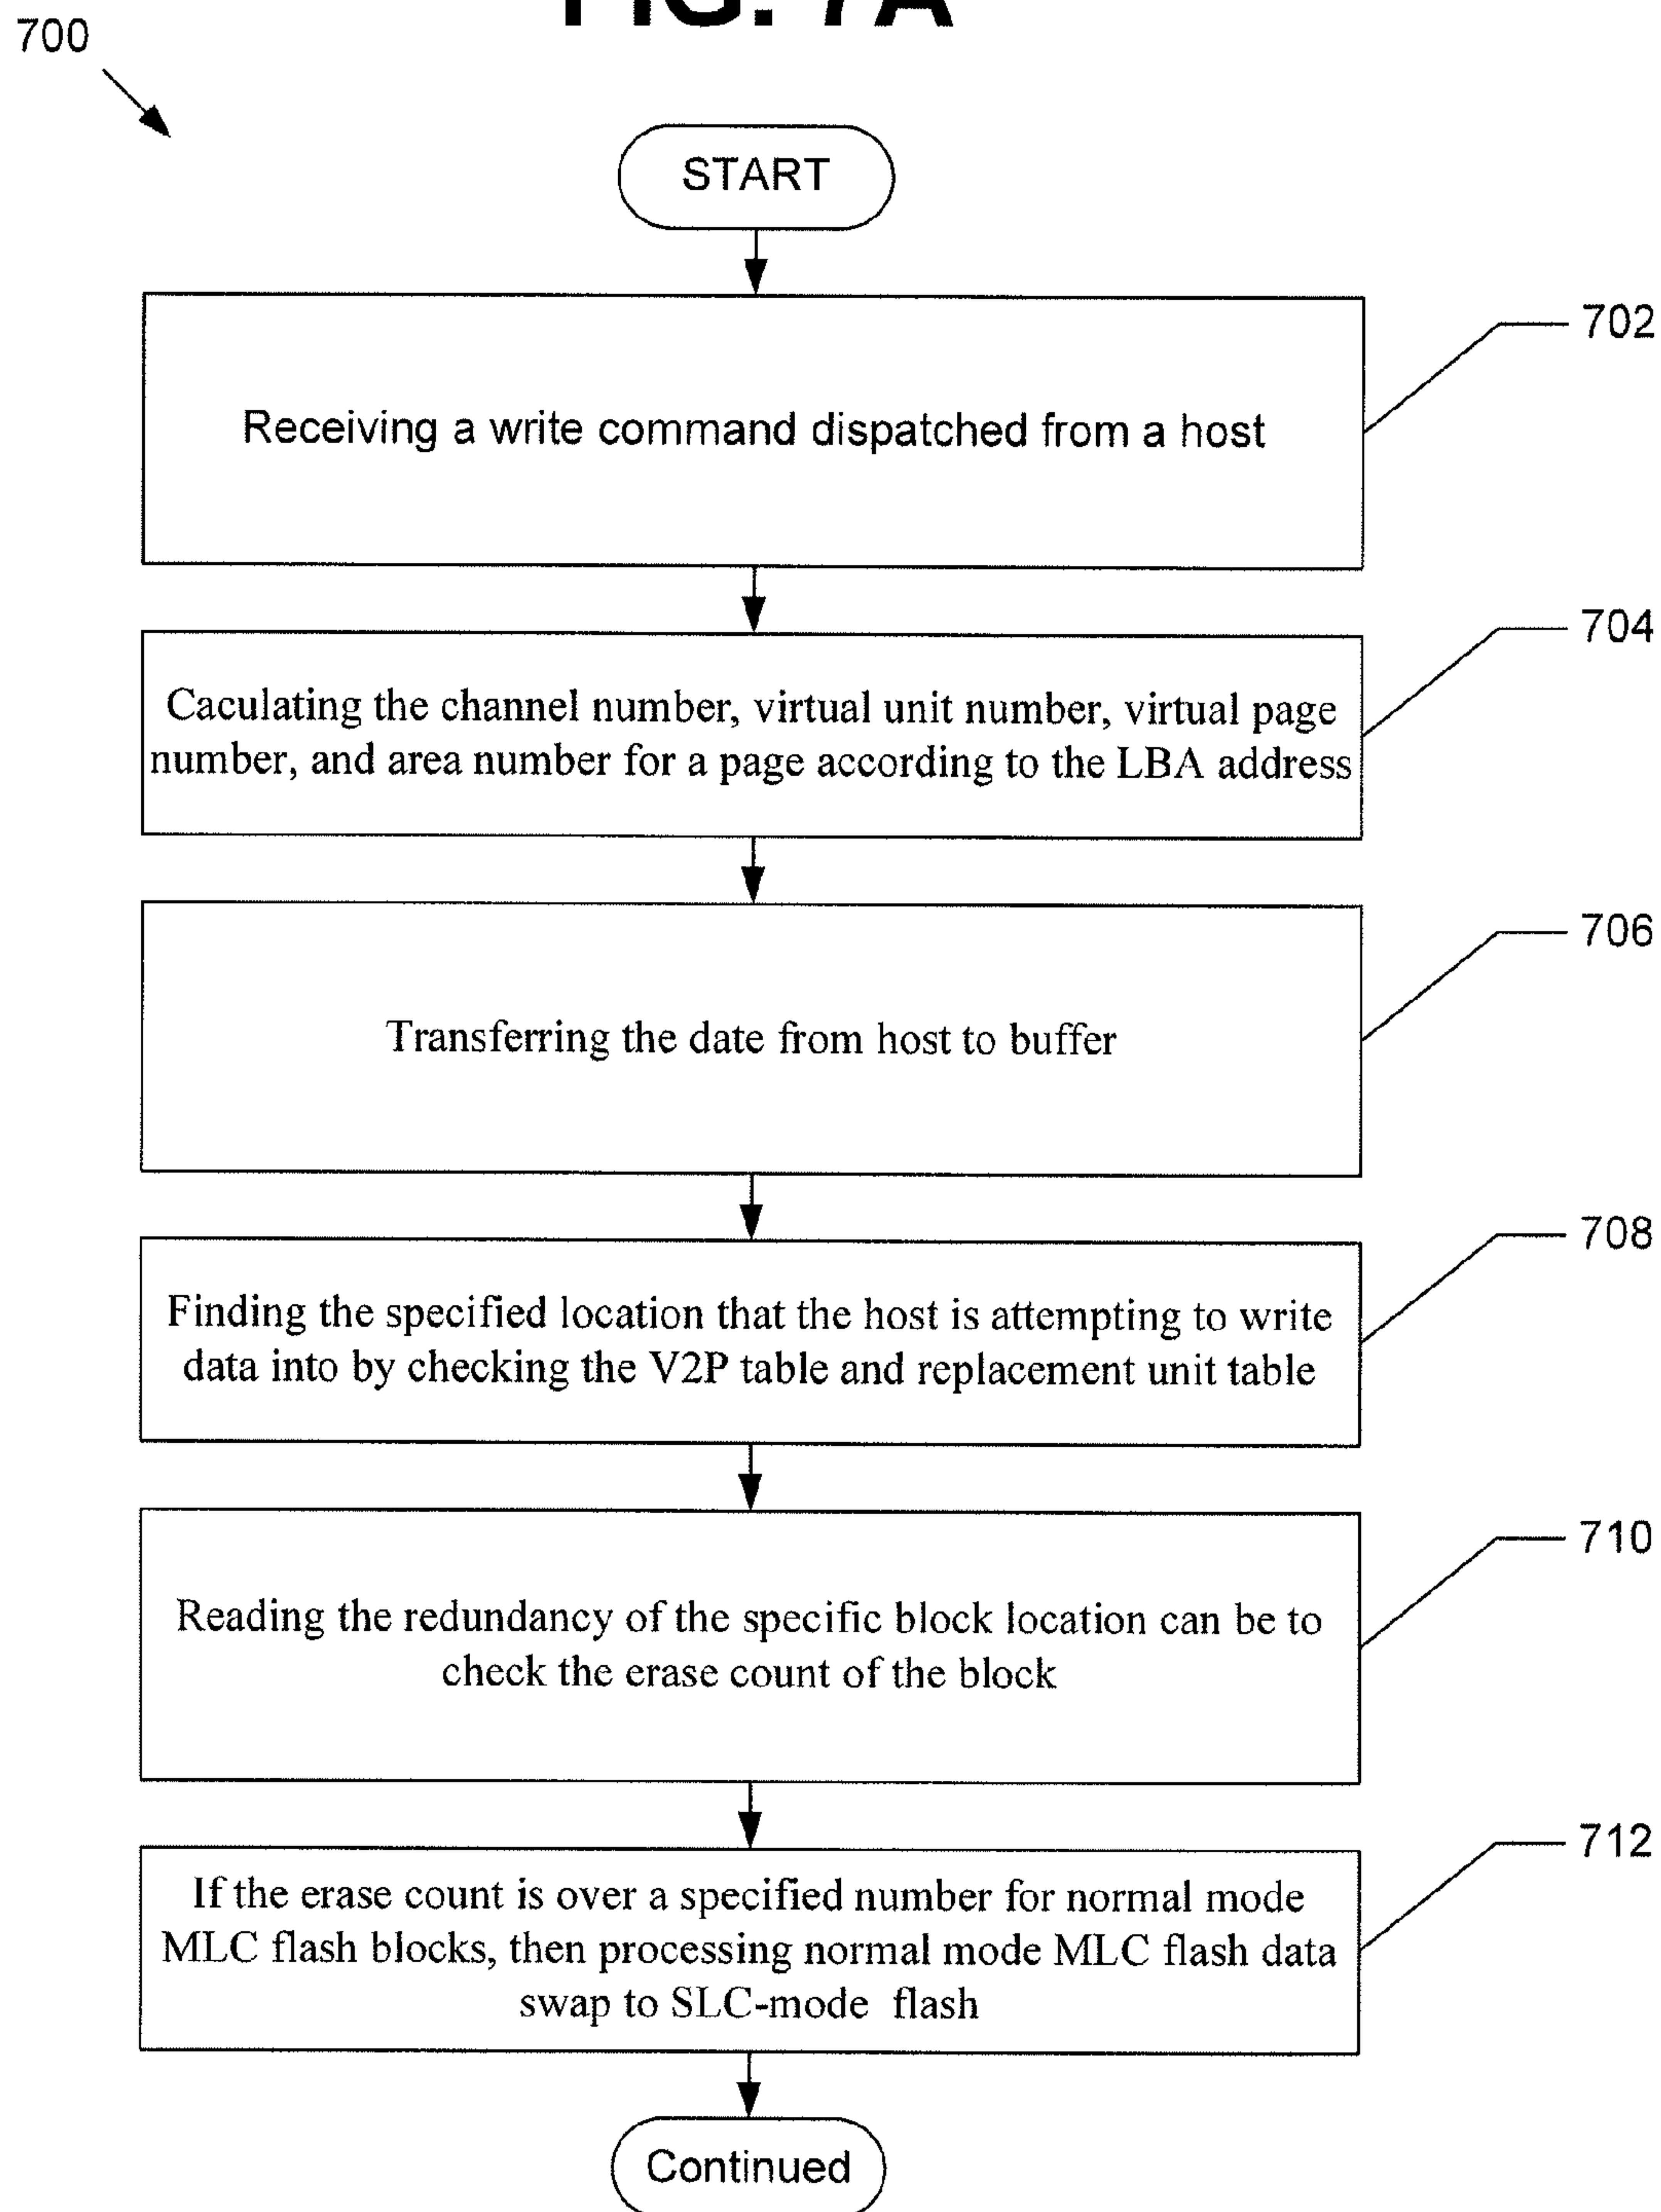 FIG. 7A
700
START
702
Receiving a write command dispatched from a host
704
Caculating the channel number, virtual unit number, virtual page
number, and area number for a page according to the LBA address
706
Transferring the date from host to buffer
708
Finding the specified location that the host is attempting to write
data into by checking the V2P table and replacement unit table
710
Reading the redundancy of the specific block location can be to
check the erase count of the block
712
If the erase count is over a specified number for normal mode
MLC flash blocks, then processing normal mode MLC flash data
swap to SLC-mode flash
Continued